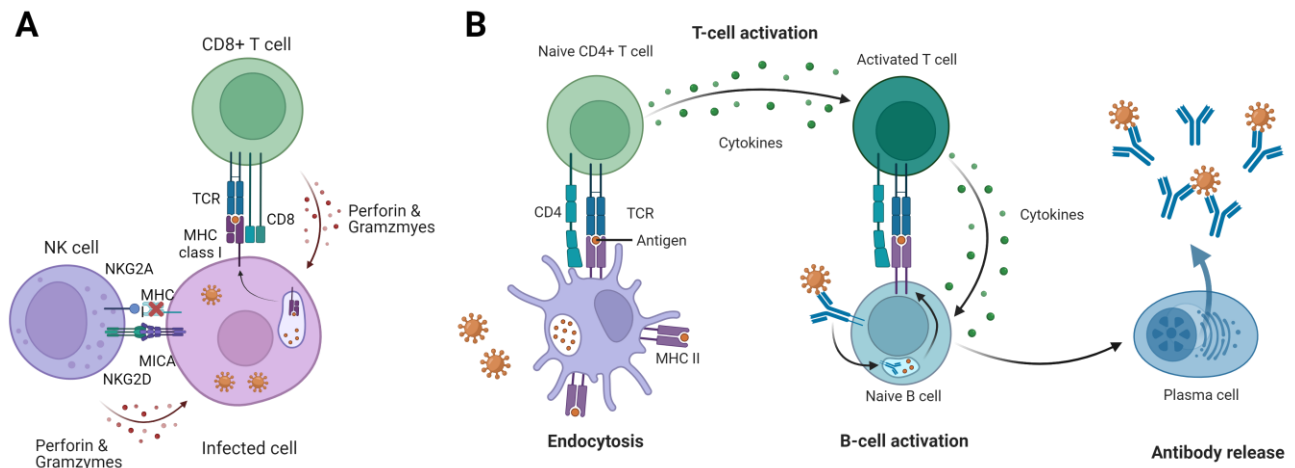 A
CD8+ T cell
TCR
MHC
class I
CD8
Perforin &
Gramzmyes
NK cell
NKG2A
MHC
MICA
NKG2D
Perforin &
Gramzymes
Infected cell
B
T-cell activation
Naive CD4+ T cell
Activated T cell
Cytokines
CD4
TCR
Antigen
Cytokines
MHC II
Naive B cell
Plasma cell
Endocytosis
B-cell activation
Antibody release